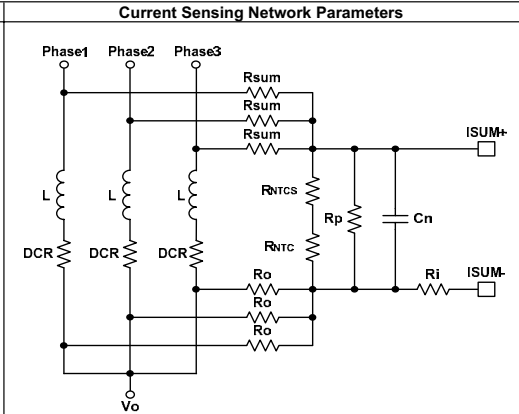 Current Sensing Network Parameters
Phase1 Phase2 Phase3
Rsum
Rsum
Rsum
ISUM+
L L L
RNTCS
Rp
Cn
DCR DCR DCR
RNTC
Ro
Ri
ISUM-
Ro
Ro
Vo